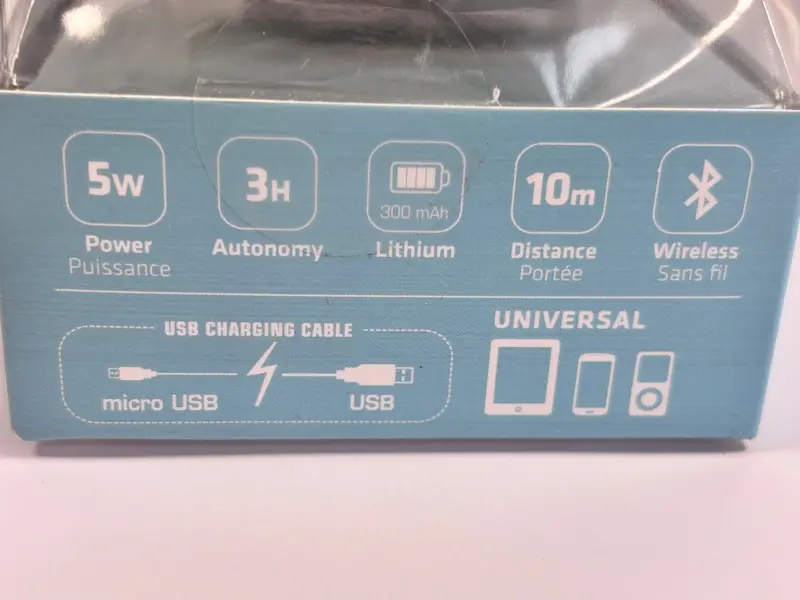 5W
3H
300 mAh
10m
Power
Puissance
Autonomy
Lithium
Distance
Portée
Wireless
Sans fil
USB CHARGING CABLE
micro USB
USB
UNIVERSAL